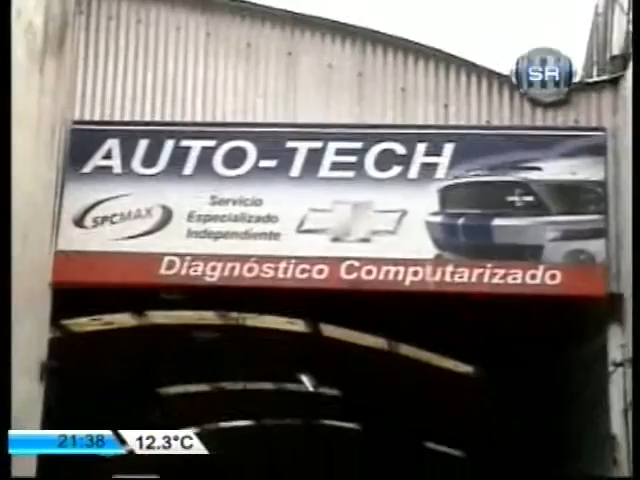 SR
AUTO-TECH
SPCMAX
Servicio
Especializado
Independiente
Diagnóstico Computarizado
21:38 12.3°C